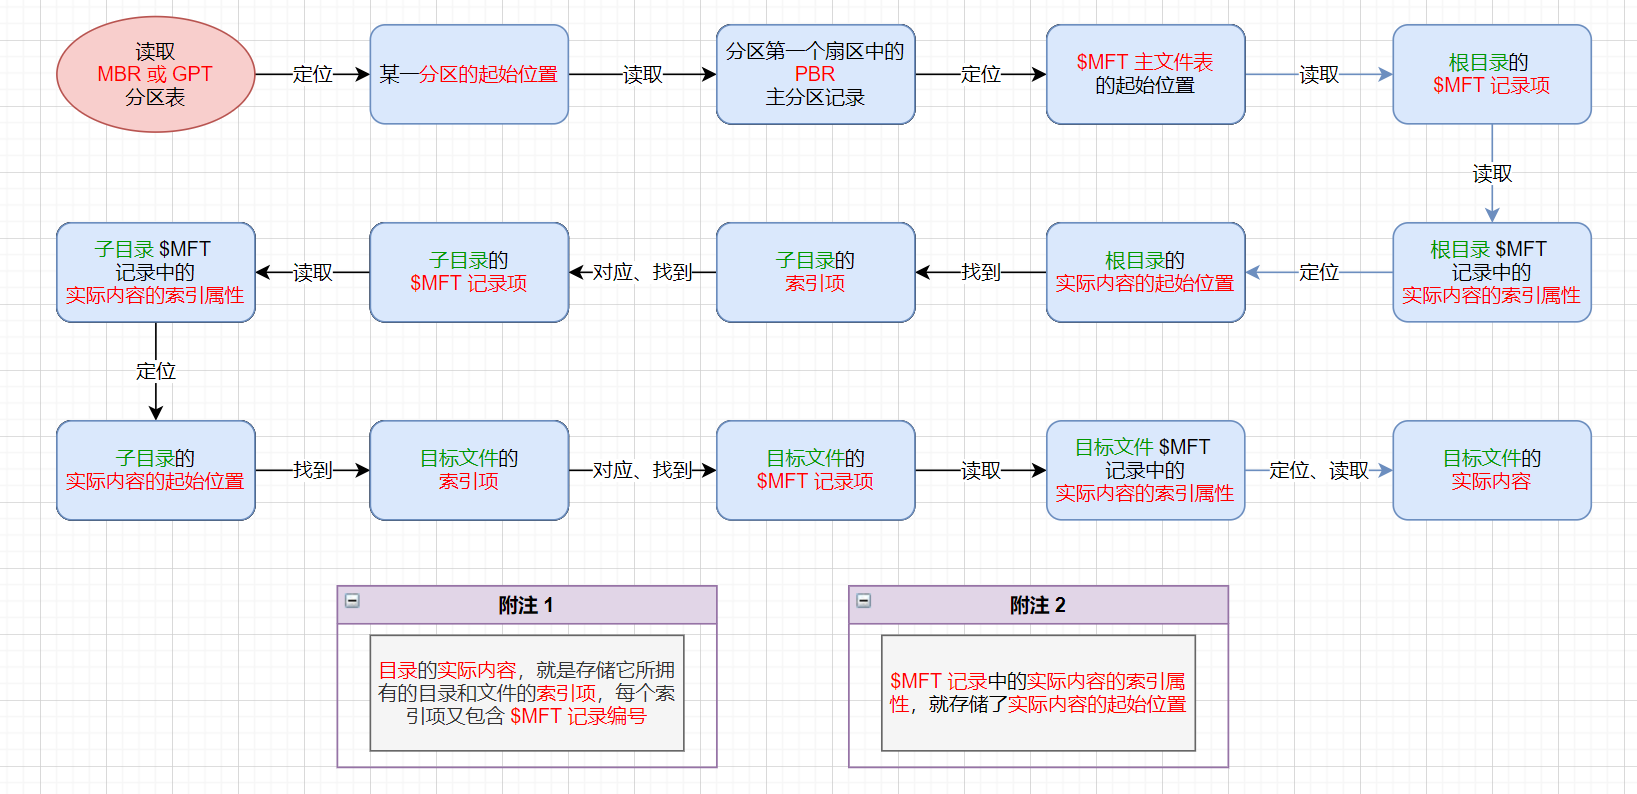 读取
MBR 或 GPT
分区表
定位
某一分区的起始位置
读取
分区第一个扇区中的
PBR
主分区记录
定位
$MFT 主文件表
的起始位置
读取
根目录的
$MFT 记录项
读取
根目录 $MFT
记录中的
实际内容的索引属性
定位
根目录的
实际内容的起始位置
找到
子目录的
索引项
对应、找到
子目录的
$MFT 记录项
读取
子目录 $MFT
记录中的
实际内容的索引属性
定位
子目录的
实际内容的起始位置
找到
目标文件的
索引项
对应、找到
目标文件的
$MFT 记录项
读取
目标文件 $MFT
记录中的
实际内容的索引属性
定位、读取
目标文件的
实际内容
附注 1
目录的实际内容，就是存储它所拥
有的目录和文件的索引项，每个索
引项又包含 $MFT 记录编号
附注 2
$MFT 记录中的实际内容的索引属
性，就存储了实际内容的起始位置